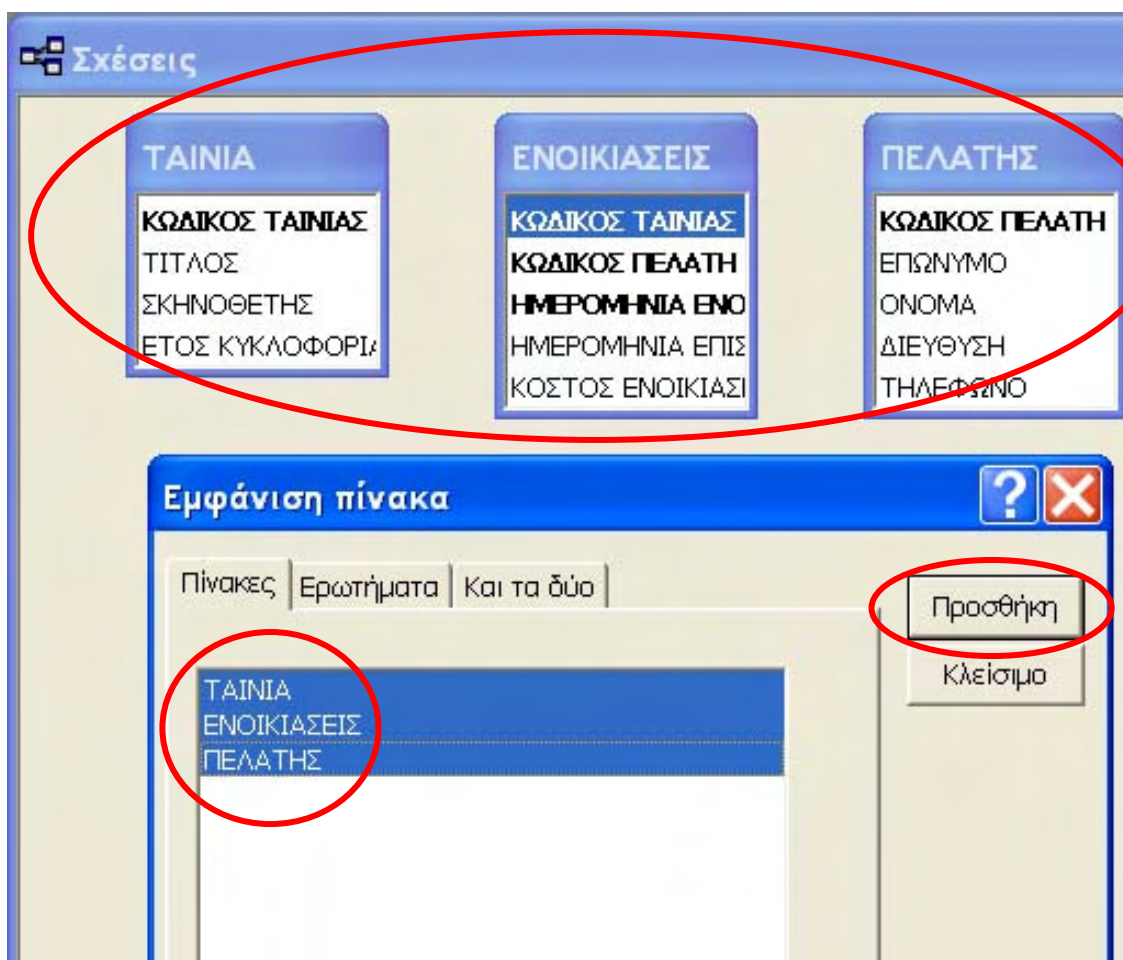 Σχέσεις
ΤΑΙΝΙΑ
ΚΩΔΙΚΟΣ ΤΑΙΝΙΑΣ
ΤΙΤΛΟΣ
ΣΚΗΝΟΘΕΤΗΣ
ΕΤΟΣ ΚΥΚΛΟΦΟΡΙΑ
ΕΝΟΙΚΙΑΣΕΙΣ
ΚΩΔΙΚΟΣ ΤΑΙΝΙΑΣ
ΚΩΔΙΚΟΣ ΠΕΛΑΤΗ
ΗΜΕΡΟΜΗΝΙΑ ΕΝΟ
ΗΜΕΡΟΜΗΝΙΑ ΕΠΙΣ
ΚΟΣΤΟΣ ΕΝΟΙΚΙΑΣΙ
ΠΕΛΑΤΗΣ
ΚΩΔΙΚΟΣ ΠΕΛΑΤΗ
ΕΠΩΝΥΜΟ
ΟΝΟΜΑ
ΔΙΕΥΘΥΣΗ
ΤΗΛΕΦΩΝΟ
Εμφάνιση πίνακα
Πίνακες Ερωτήματα Και τα δύο
Προσθήκη
Κλείσιμο
ΤΑΙΝΙΑ
ΕΝΟΙΚΙΑΣΕΙΣ
ΠΕΛΑΤΗΣ